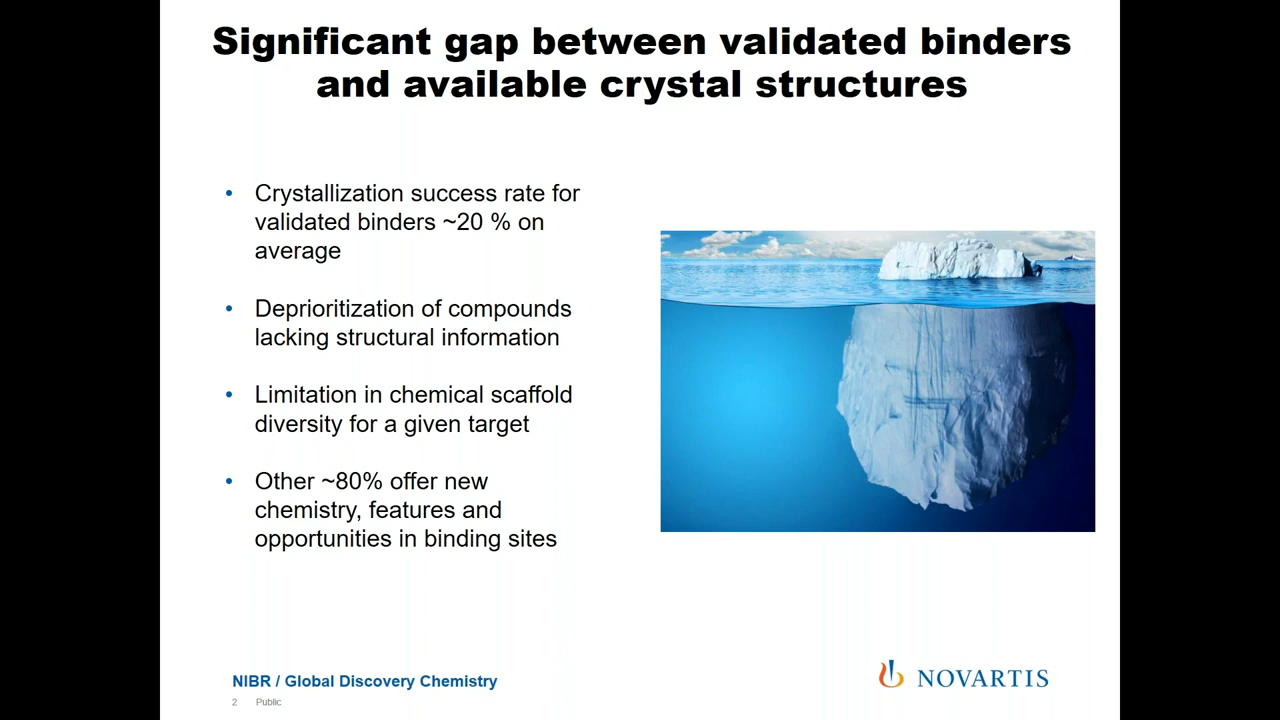 Significant gap between validated binders
and available crystal structures
• Crystallization success rate for
validated binders ~20 % on
average
• Deprioritization of compounds
lacking structural information
• Limitation in chemical scaffold
diversity for a given target
• Other ~80% offer new
chemistry, features and
opportunities in binding sites
NIBR / Global Discovery Chemistry
2 Public
NOVARTIS